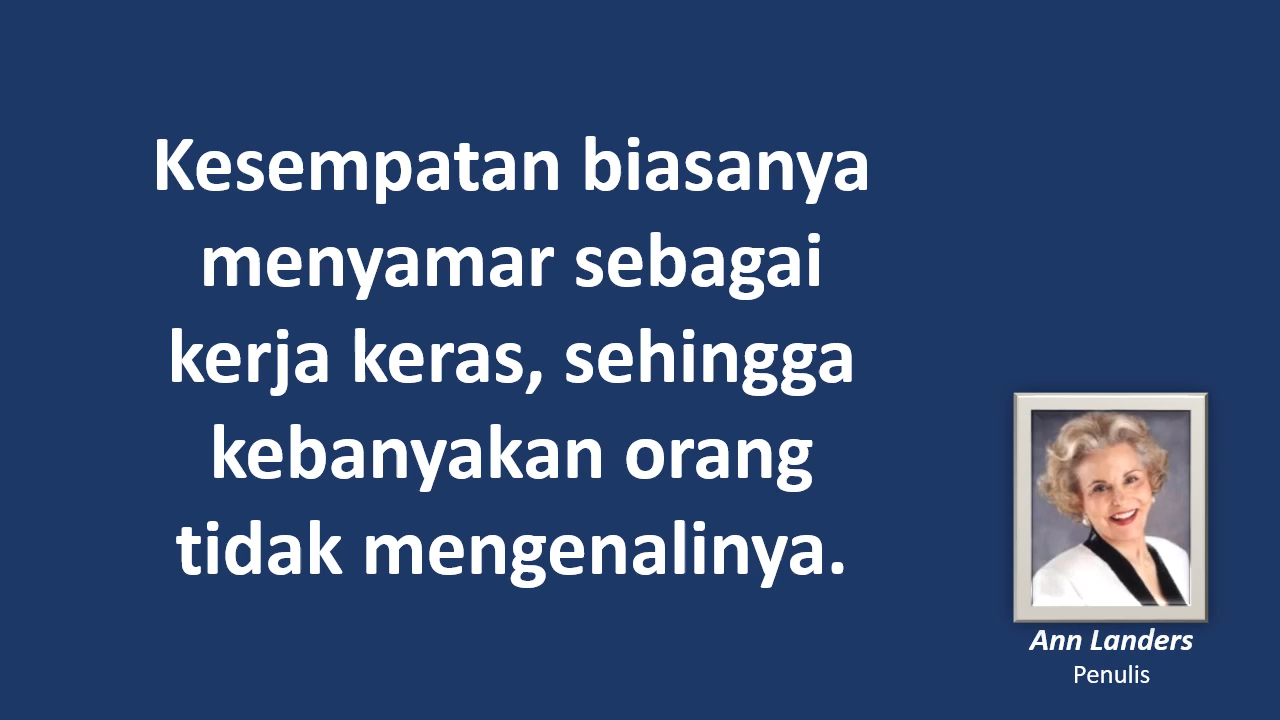 Kesempatan biasanya
menyamar sebagai
kerja keras, sehingga
kebanyakan orang
tidak mengenalinya.
Ann Landers
Penulis